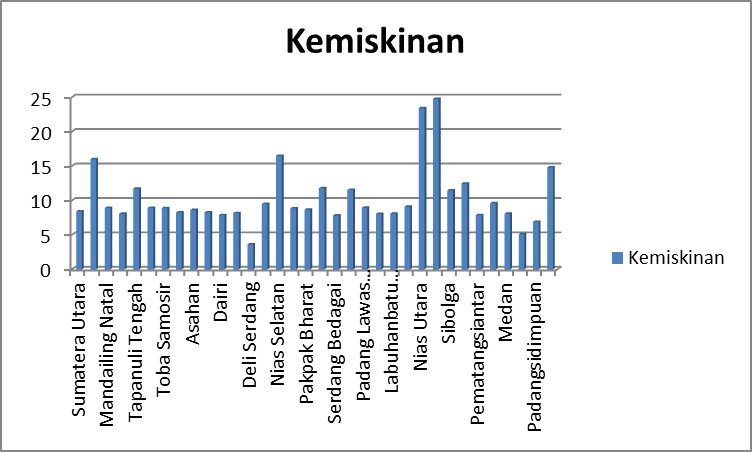 Kemiskinan
25
20
15
10
5
0
Sumatera Utara
Mandailing Natal
Tapanuli Tengah
Toba Samosir
Asahan
Dairi
Deli Serdang
Nias Selatan
Pakpak Bharat
Serdang Bedagai
Padang Lawas...
Labuhanbatu...
Nias Utara
Sibolga
Pematangsiantar
Medan
Padangsidimpuan
Kemiskinan